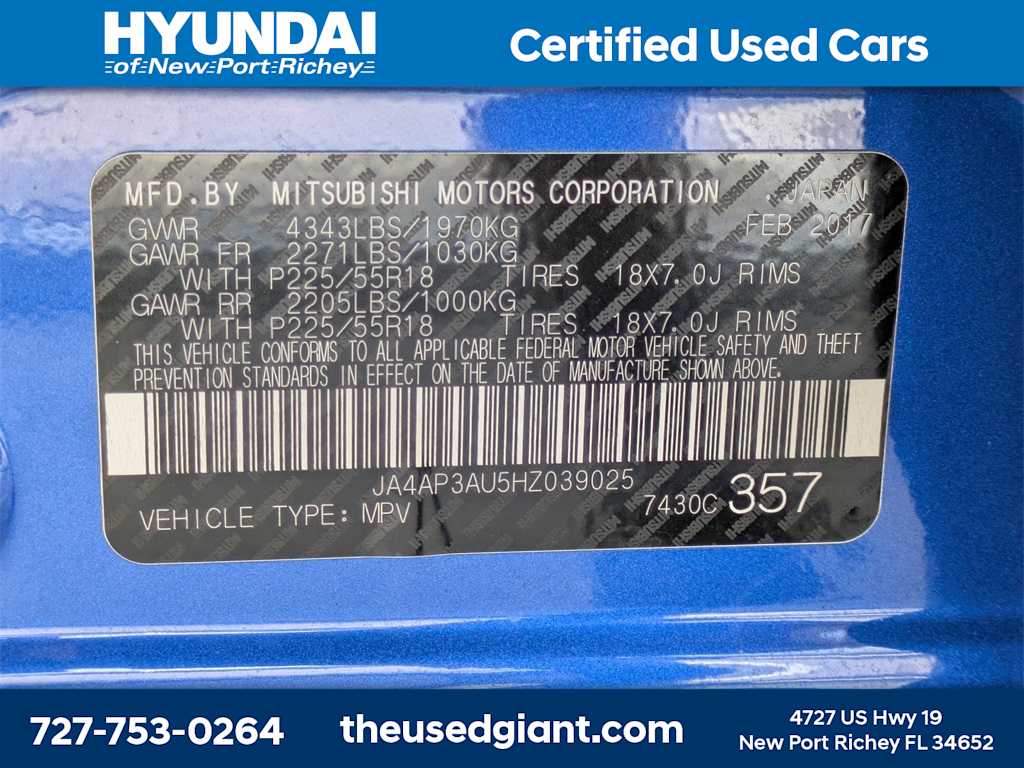 HYUNDAI
of New Port Richey
Certified Used Cars
MFD. BY MITSUBISHI MOTORS CORPORATION JAPAN
GVWR 4343LBS/1970KG FEB 2017
GAWR FR 2271LBS/1030KG
WITH P225/55R18 TIRES 18X7.0J RIMS
GAWR RR 2205LBS/1000KG
WITH P225/55R18 TIRES 18X7.0J RIMS
THIS VEHICLE CONFORMS TO ALL APPLICABLE FEDERAL MOTOR VEHICLE SAFETY AND THEFT
PREVENTION STANDARDS IN EFFECT ON THE DATE OF MANUFACTURE SHOWN ABOVE.
JA4AP3AU5HZ039025
VEHICLE TYPE: MPV 7430C 357
727-753-0264
theusedgiant.com
4727 US Hwy 19
New Port Richey FL 34652